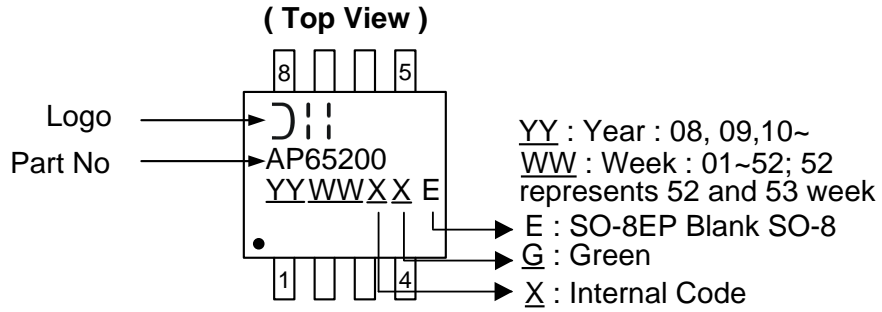 ( Top View )
8 5
Logo
Part No
AP65200
YY WW X X E
1 4
YY : Year : 08, 09,10~
WW : Week : 01~52; 52
represents 52 and 53 week
E : SO-8EP Blank SO-8
G : Green
X : Internal Code